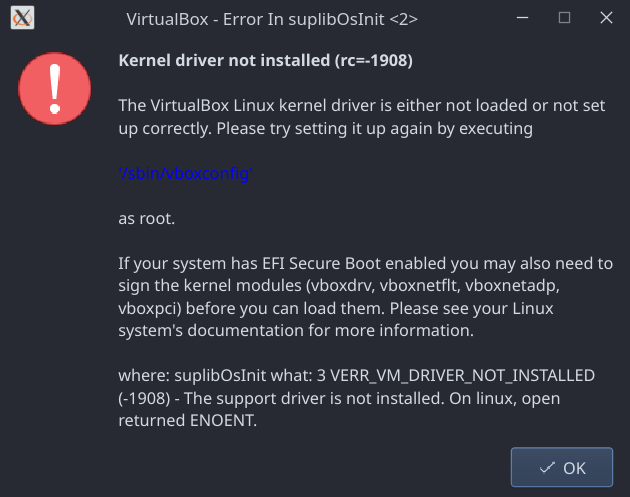 VirtualBox - Error In suplibOsInit <2>
Kernel driver not installed (rc=-1908)
The VirtualBox Linux kernel driver is either not loaded or not set
up correctly. Please try setting it up again by executing
'/sbin/vboxconfig'
as root.
If your system has EFI Secure Boot enabled you may also need to
sign the kernel modules (vboxdrv, vboxnetflt, vboxnetadp,
vboxpci) before you can load them. Please see your Linux
system's documentation for more information.
where: suplibOsInit what: 3 VERR_VM_DRIVER_NOT_INSTALLED
(-1908) - The support driver is not installed. On linux, open
returned ENOENT.
OK